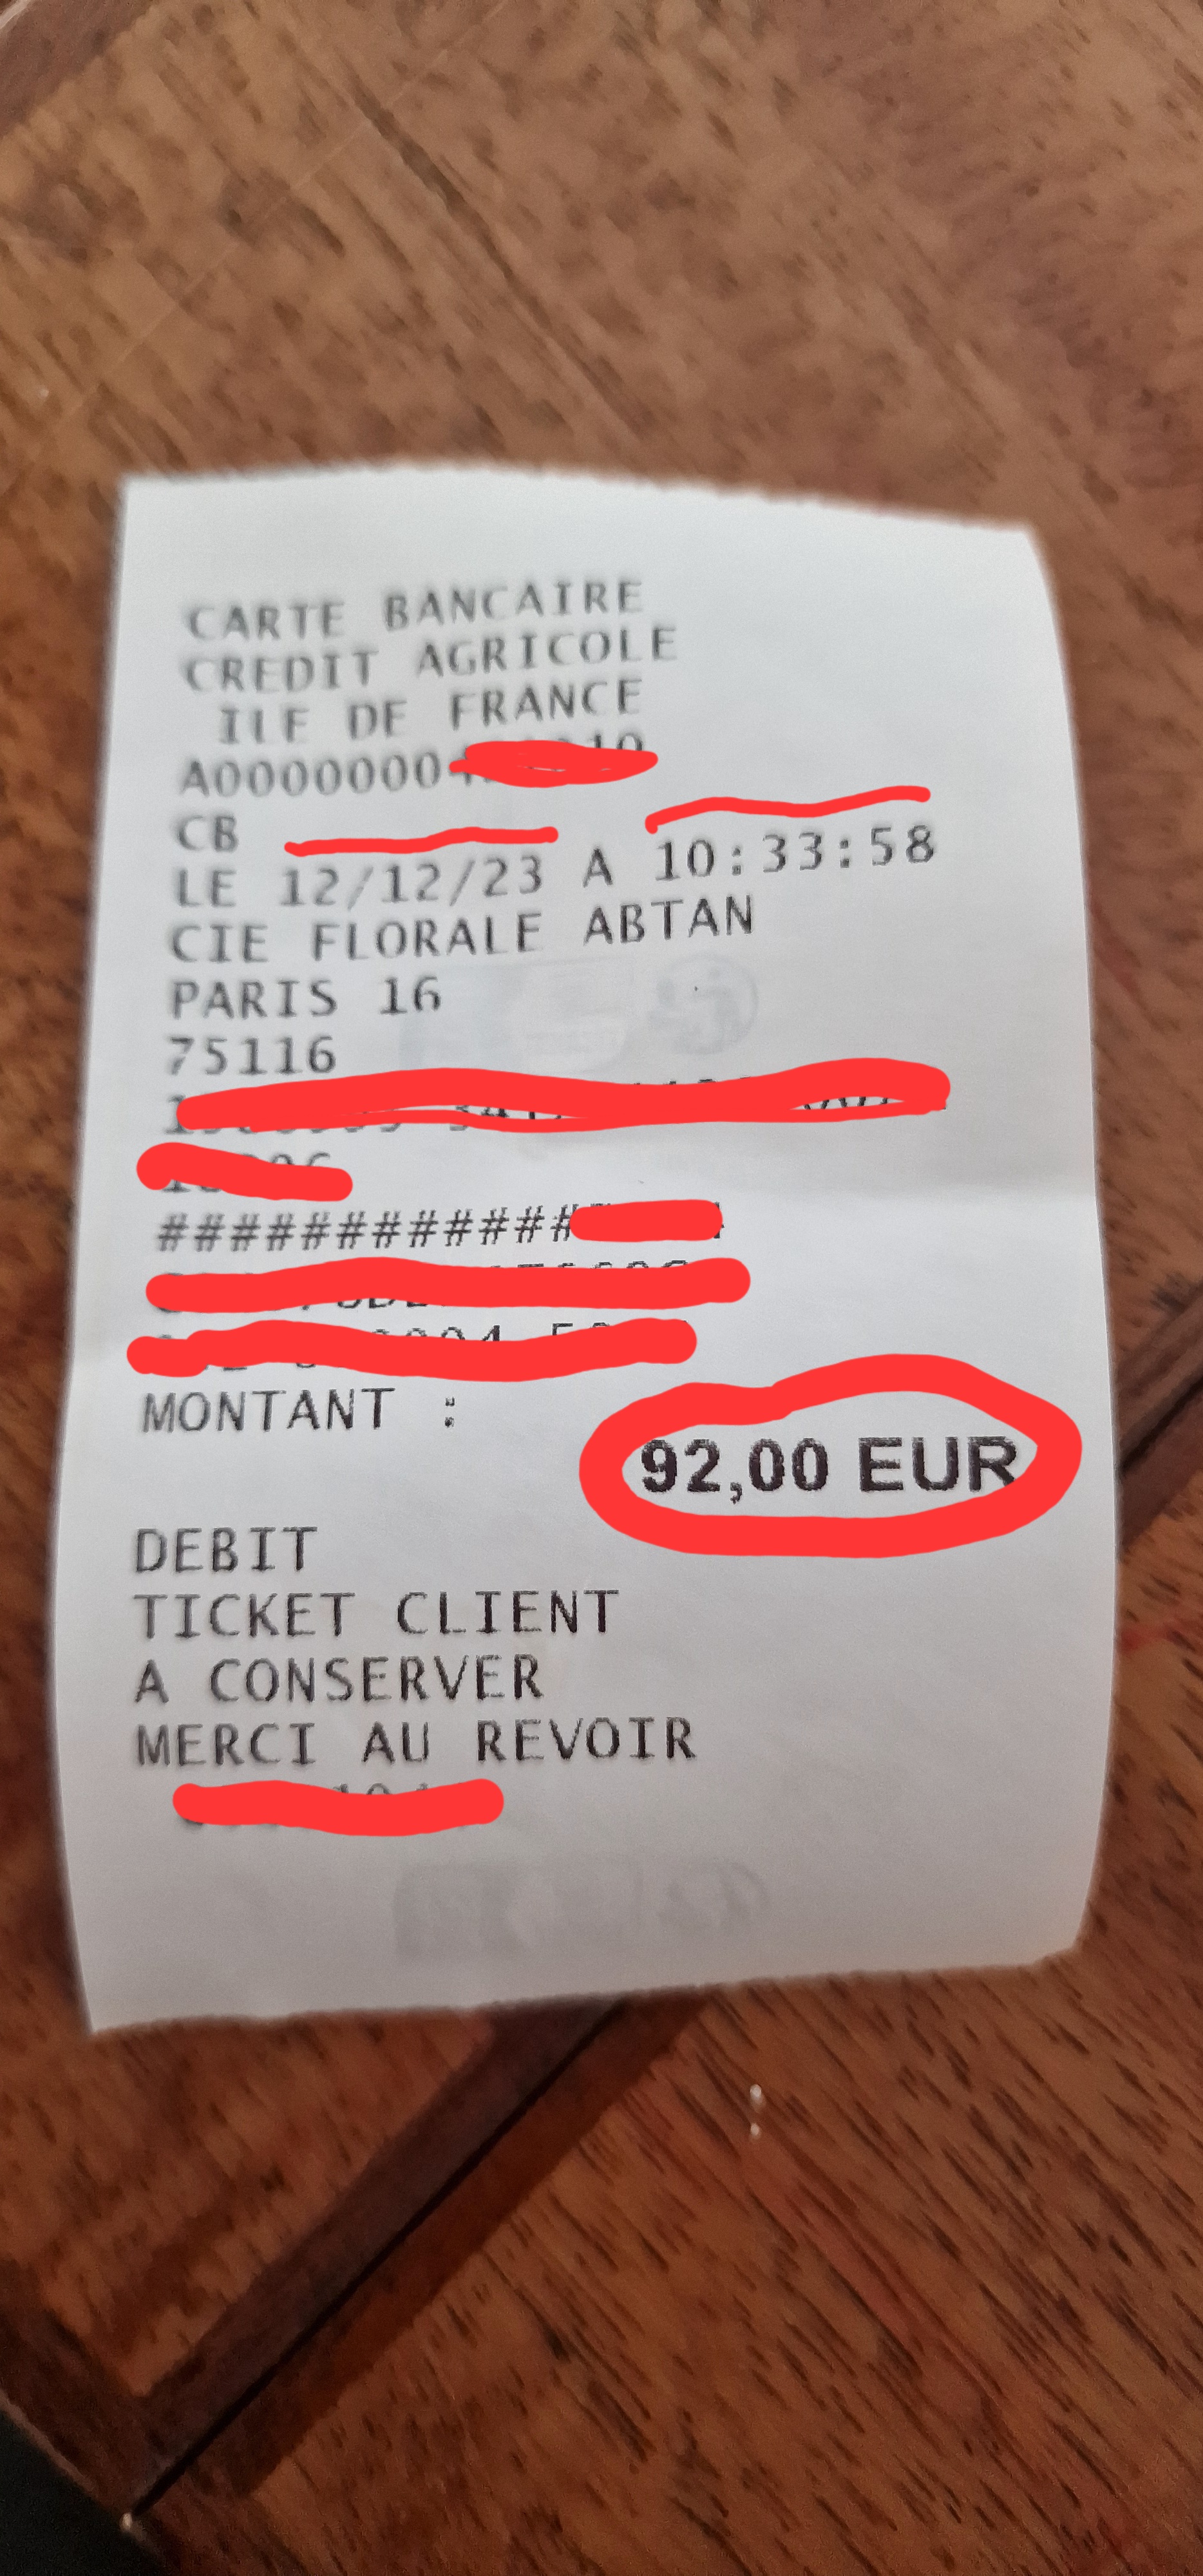 CARTE BANCAIRE
CREDIT AGRICOLE
ILE DE FRANCE
A0000000
CB
LE 12/12/23 A 10:33:58
CIE FLORALE ABTAN
PARIS 16
75116
############
MONTANT :
92,00 EUR
DEBIT
TICKET CLIENT
A CONSERVER
MERCI AU REVOIR